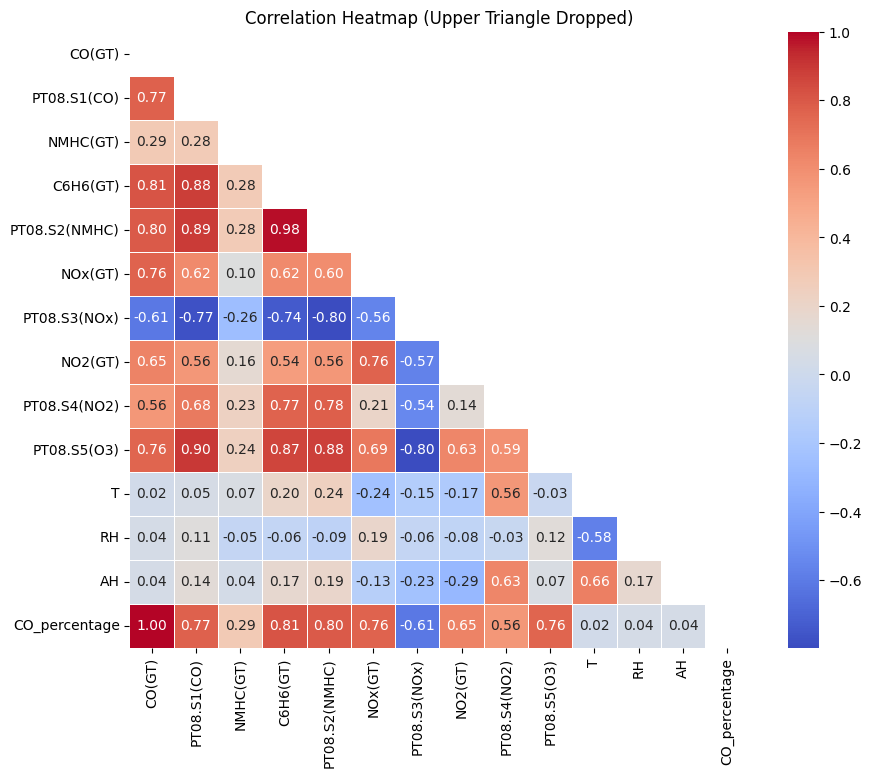 Correlation Heatmap (Upper Triangle Dropped)
CO(GT)
PT08.S1(CO) 0.77
NMHC(GT) 0.29 0.28
C6H6(GT) 0.81 0.88 0.28
PT08.S2(NMHC) 0.80 0.89 0.28 0.98
NOx(GT) 0.76 0.62 0.10 0.62 0.60
PT08.S3(NOx) -0.61 -0.77 -0.26 -0.74 -0.80 -0.56
NO2(GT) 0.65 0.56 0.16 0.54 0.56 0.76 -0.57
PT08.S4(NO2) 0.56 0.68 0.23 0.77 0.78 0.21 -0.54 0.14
PT08.S5(O3) 0.76 0.90 0.24 0.87 0.88 0.69 -0.80 0.63 0.59
T 0.02 0.05 0.07 0.20 0.24 -0.24 -0.15 -0.17 0.56 -0.03
RH 0.04 0.11 -0.05 -0.06 -0.09 0.19 -0.06 -0.08 -0.03 0.12 -0.58
AH 0.04 0.14 0.04 0.17 0.19 -0.13 -0.23 -0.29 0.63 0.07 0.66 0.17
CO_percentage 1.00 0.77 0.29 0.81 0.80 0.76 -0.61 0.65 0.56 0.76 0.02 0.04 0.04
CO(GT)
PT08.S1(CO)
NMHC(GT)
C6H6(GT)
PT08.S2(NMHC)
NOx(GT)
PT08.S3(NOx)
NO2(GT)
PT08.S4(NO2)
PT08.S5(O3)
T
RH
AH
CO_percentage
1.0
0.8
0.6
0.4
0.2
0.0
−0.2
−0.4
−0.6